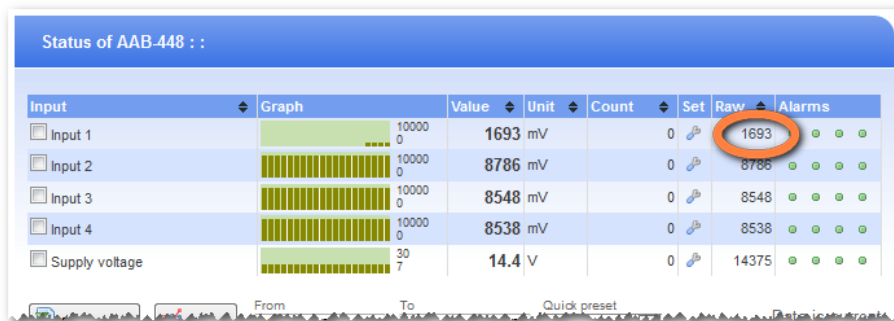 Status of AAB-448 : :
Input Graph Value Unit Count Set Raw Alarms
Input 1 10000 0 1693 mV 0 1693
Input 2 10000 0 8786 mV 0 8786
Input 3 10000 0 8548 mV 0 8548
Input 4 10000 0 8538 mV 0 8538
Supply voltage 30 7 14.4 V 0 14375
From To Quick preset